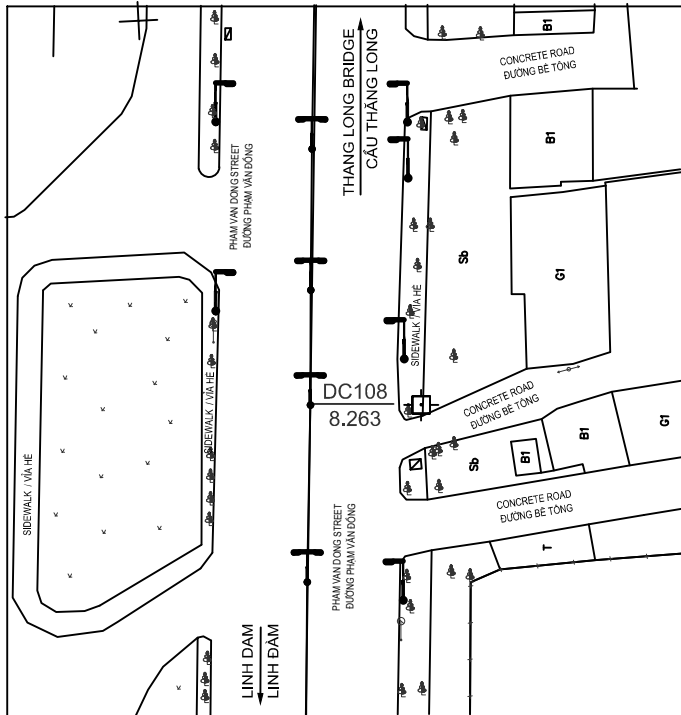 B1
CONCRETE ROAD
ĐƯỜNG BÊ TÔNG
THANG LONG BRIDGE
CẦU THĂNG LONG
PHAM VAN DONG STREET
ĐƯỜNG PHẠM VĂN ĐỒNG
B1
Sb
G1
SIDEWALK / VỈA HÈ
SIDEWALK / VỈA HÈ
SIDEWALK / VỈA HÈ
DC108
8.263
CONCRETE ROAD
ĐƯỜNG BÊ TÔNG
B1
G1
Sb
B1
CONCRETE ROAD
ĐƯỜNG BÊ TÔNG
T
PHAM VAN DONG STREET
ĐƯỜNG PHẠM VĂN ĐỒNG
LINH DAM
LINH ĐÀM